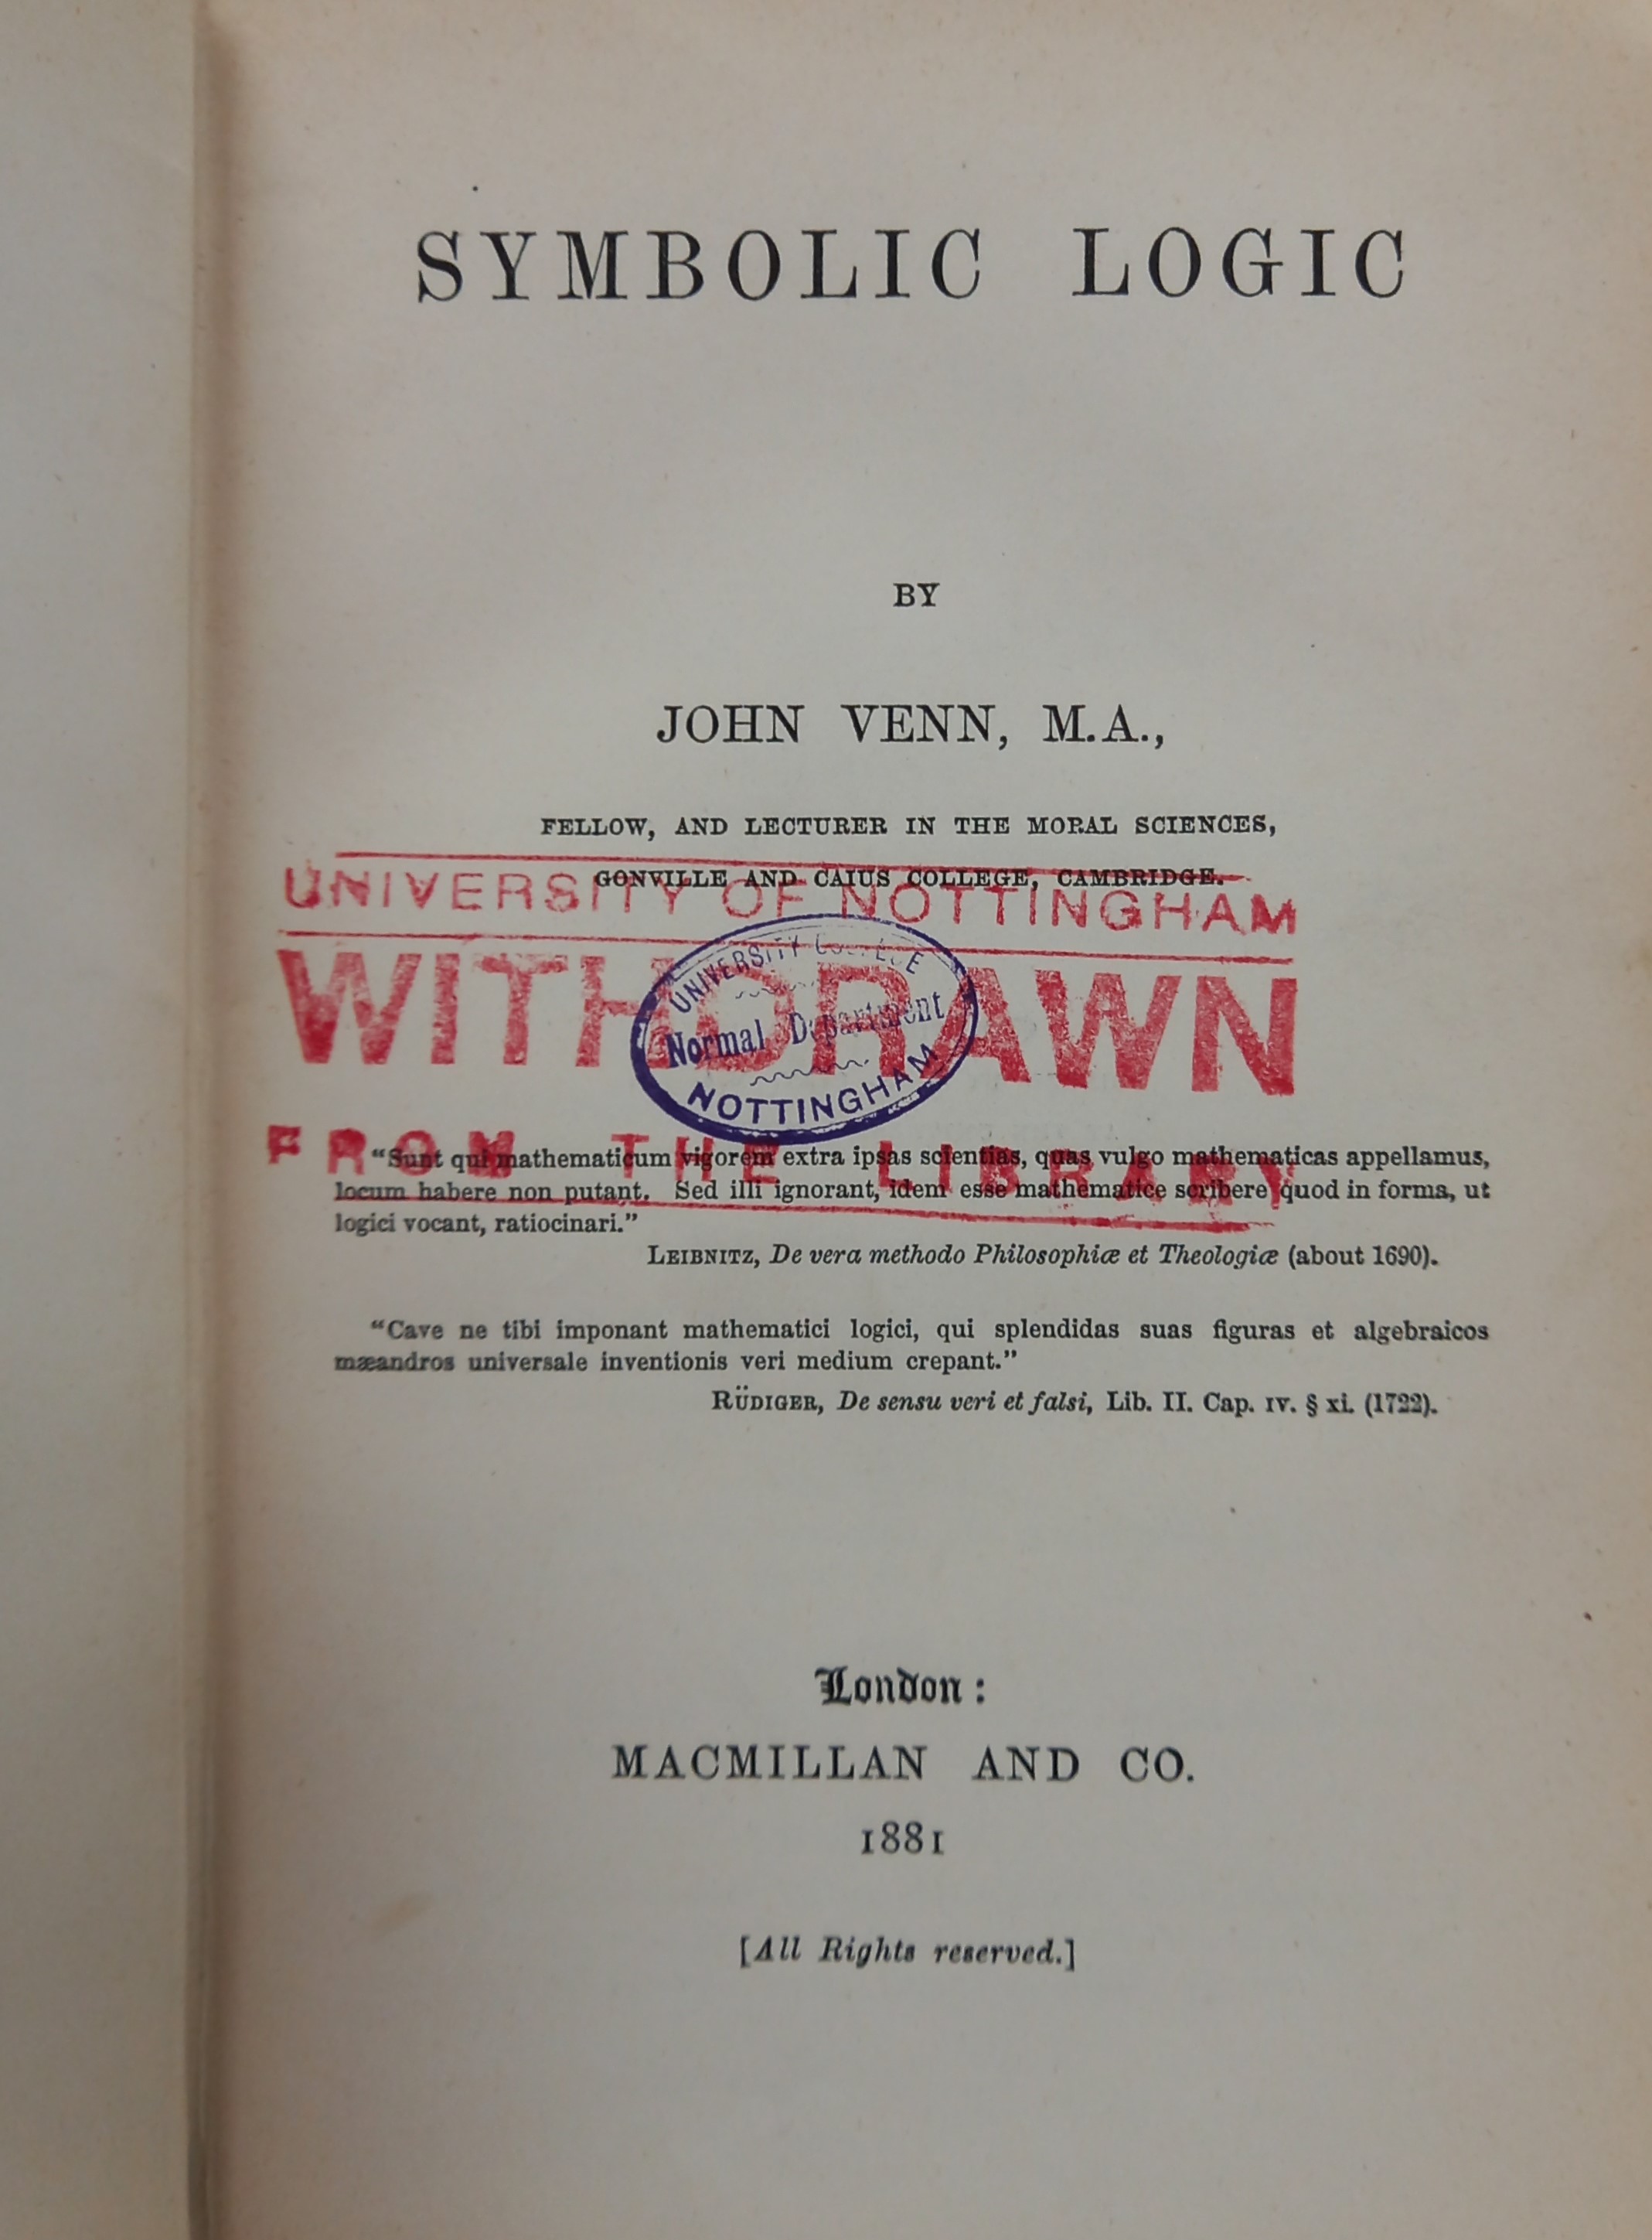 SYMBOLIC LOGIC
BY
JOHN VENN, M.A.,
FELLOW, AND LECTURER IN THE MORAL SCIENCES,
GONVILLE AND CAIUS COLLEGE, CAMBRIDGE.
UNIVERSITY OF NOTTINGHAM
WITHDRAWN
FROM THE LIBRARY
UNIVERSITY COLLEGE
Normal Department
NOTTINGHAM
“Sunt qui mathematicum vigorem extra ipsas scientias, quas vulgo mathematicas appellamus,
locum habere non putant. Sed illi ignorant, idem esse mathematice scribere quod in forma, ut
logici vocant, ratiocinari.”
LEIBNITZ, De vera methodo Philosophiæ et Theologiæ (about 1690).
“Cave ne tibi imponant mathematici logici, qui splendidas suas figuras et algebraicos
mæandros universale inventionis veri medium crepant.”
RÜDIGER, De sensu veri et falsi, Lib. II. Cap. IV. § xi. (1722).
London:
MACMILLAN AND CO.
1881
[All Rights reserved.]